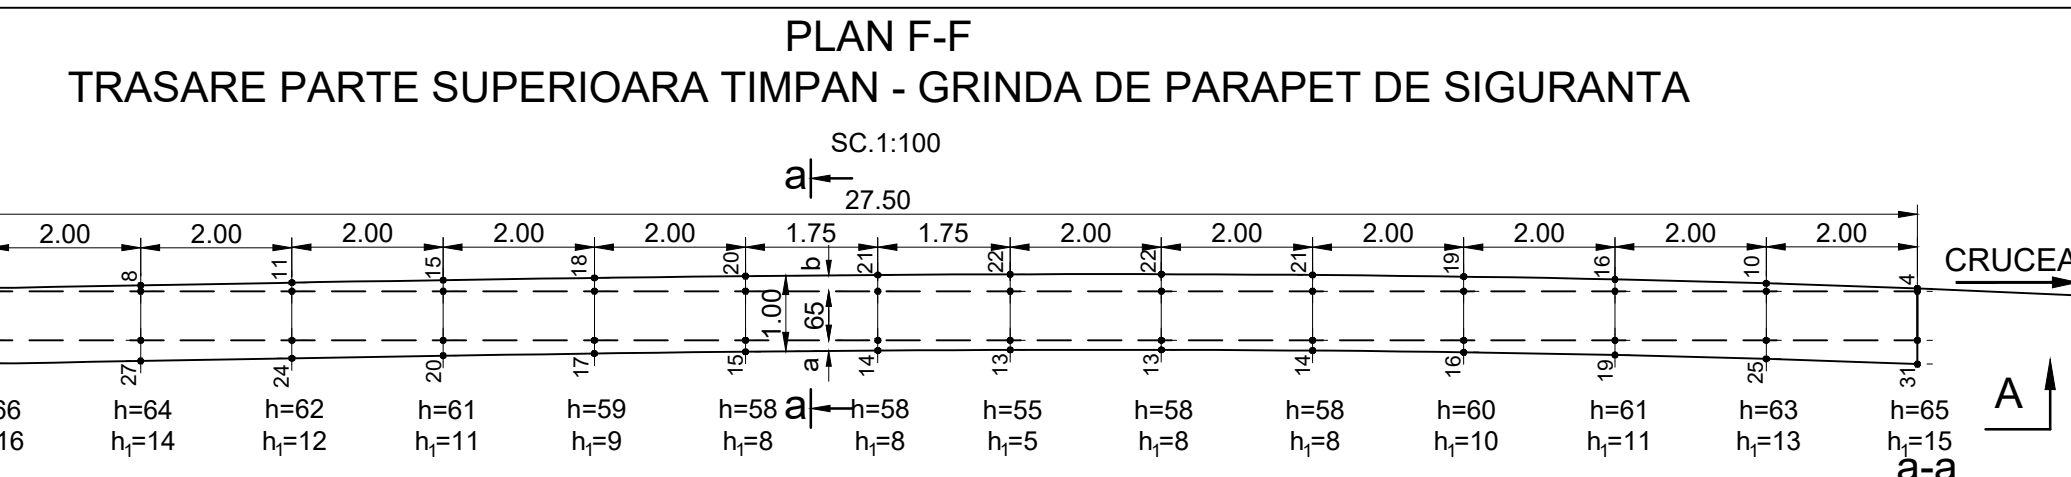 PLAN F-F
TRASARE PARTE SUPERIOARA TIMPAN - GRINDA DE PARAPET DE SIGURANTA
SC.1:100
a
27.50
2.00 2.00 2.00 2.00 2.00 1.75 1.75 2.00 2.00 2.00 2.00 2.00 2.00
8 11 15 18 20 b 21 22 22 21 19 16 10 4
CRUCEA
1.00 65
27 24 20 17 15 a 14 13 13 14 16 19 25 31
A
66 h=64 h=62 h=61 h=59 h=58 a h=58 h=55 h=58 h=58 h=60 h=61 h=63 h=65
16 h₁=14 h₁=12 h₁=11 h₁=9 h₁=8 h₁=8 h₁=5 h₁=8 h₁=8 h₁=10 h₁=11 h₁=13 h₁=15
a-a